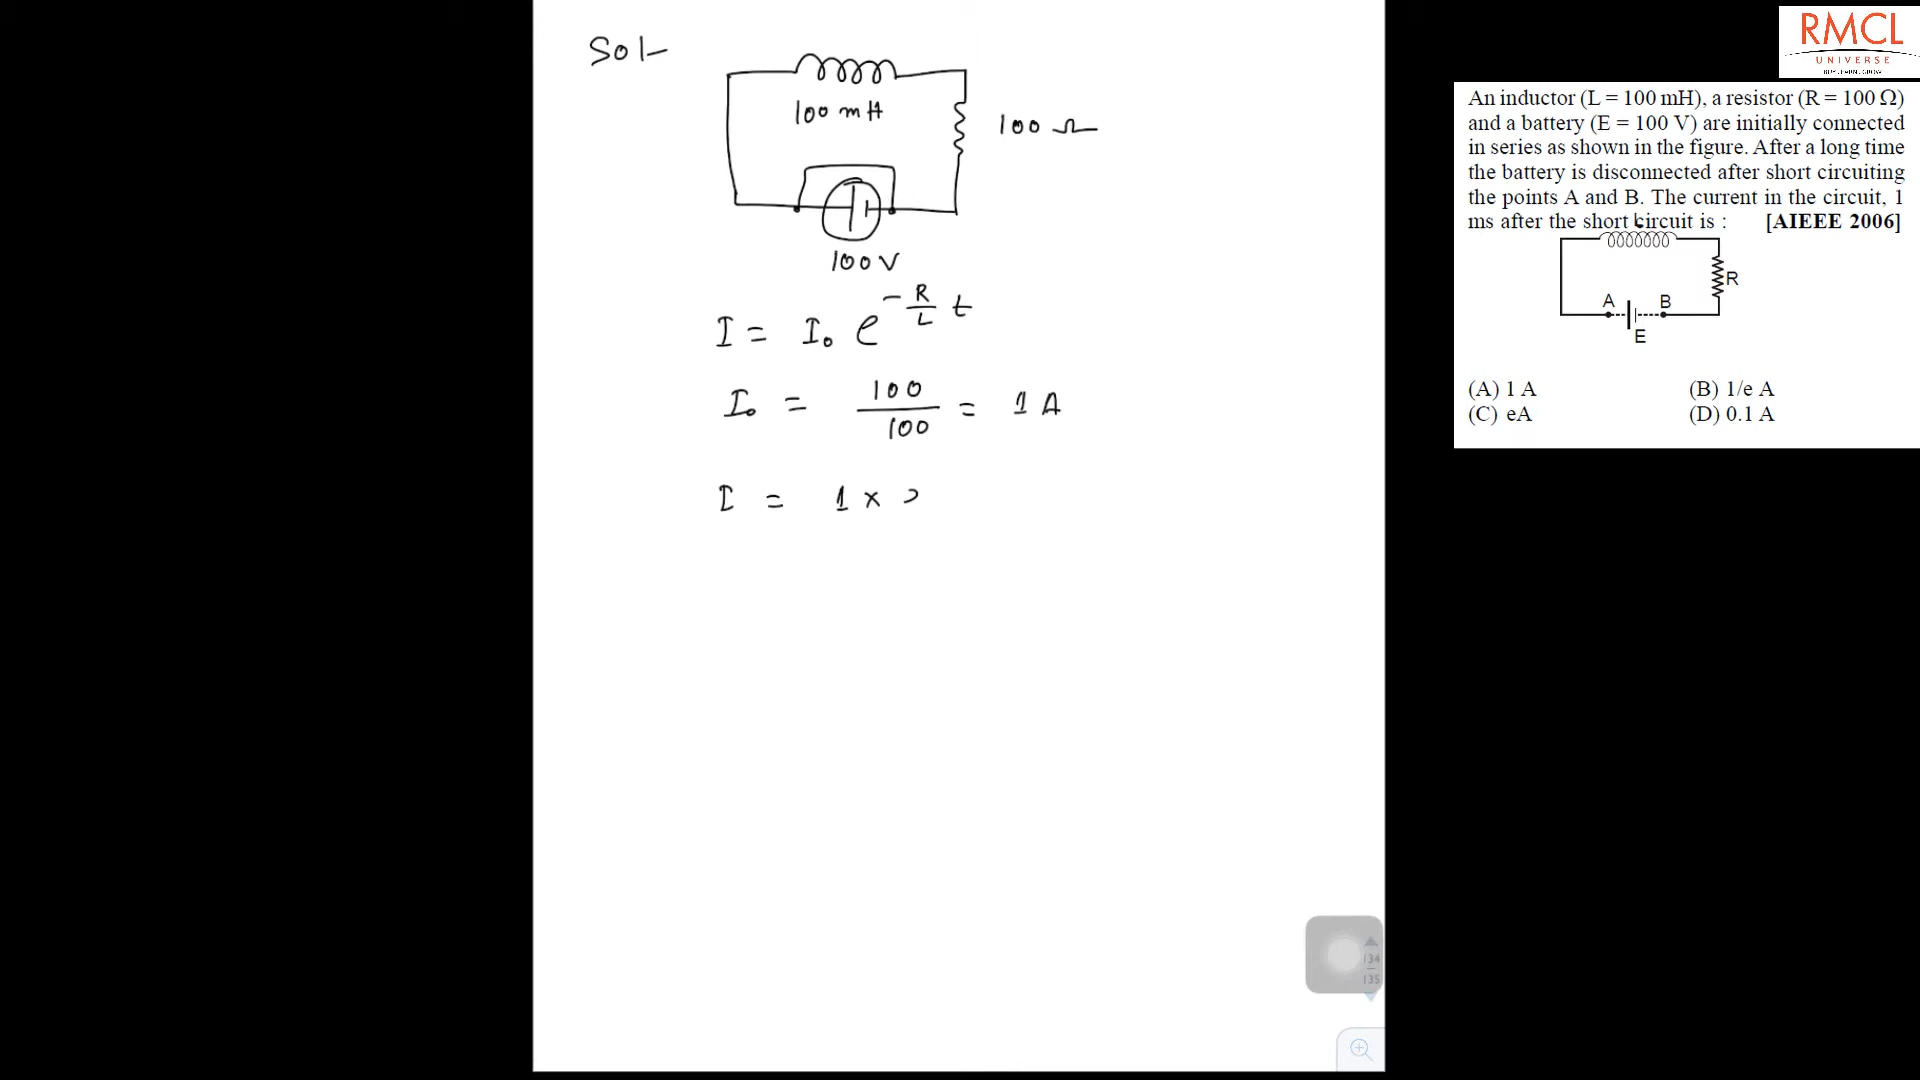 Sol-
100 mH
100 Ω
100 V
I = I₀ e^(-R/L t)
I₀ = 100/100 = 1 A
I = 1 ×
134
135
RMCL
UNIVERSE
An inductor (L = 100 mH), a resistor (R = 100 Ω)
and a battery (E = 100 V) are initially connected
in series as shown in the figure. After a long time
the battery is disconnected after short circuiting
the points A and B. The current in the circuit, 1
ms after the short circuit is : [AIEEE 2006]
L
R
A B
E
(A) 1 A (B) 1/e A
(C) eA (D) 0.1 A